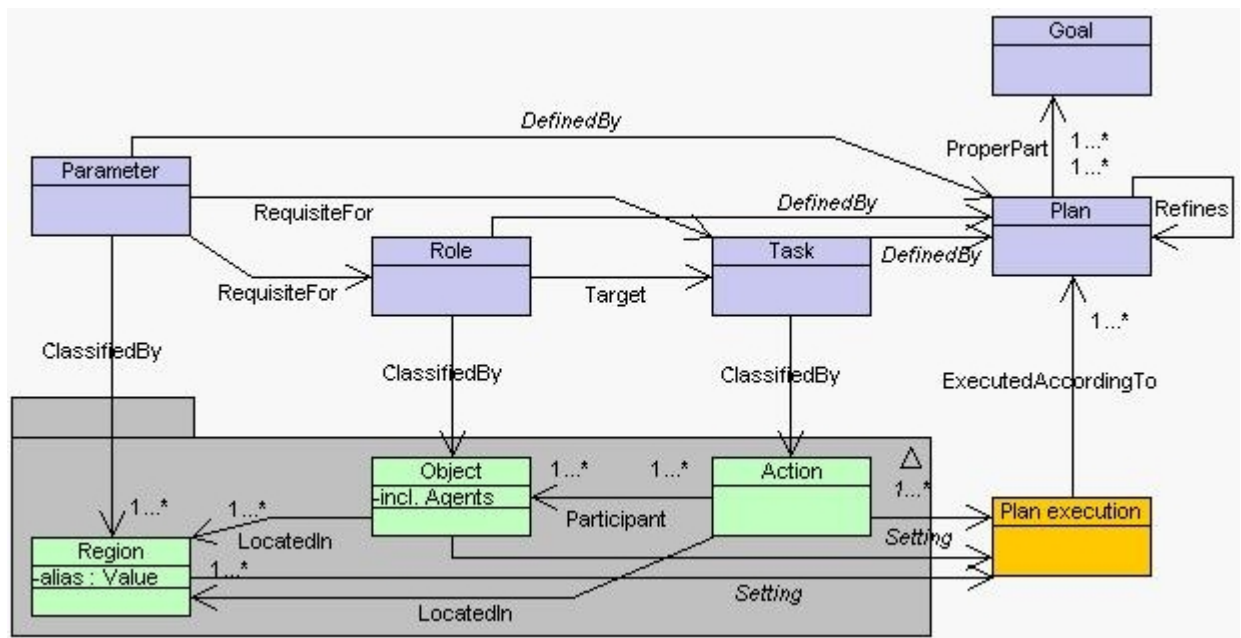 Goal
DefinedBy
ProperPart
1...*
1...*
Parameter
RequisiteFor
DefinedBy
Plan
Refines
Role
Task
DefinedBy
RequisiteFor
Target
1...*
ClassifiedBy
ClassifiedBy
ClassifiedBy
ExecutedAccordingTo
Object
1...*
1...*
Action
1...*
-incl. Agents
1...*
1...*
Participant
Plan execution
LocatedIn
Setting
Region
1...*
-alias : Value
Setting
LocatedIn